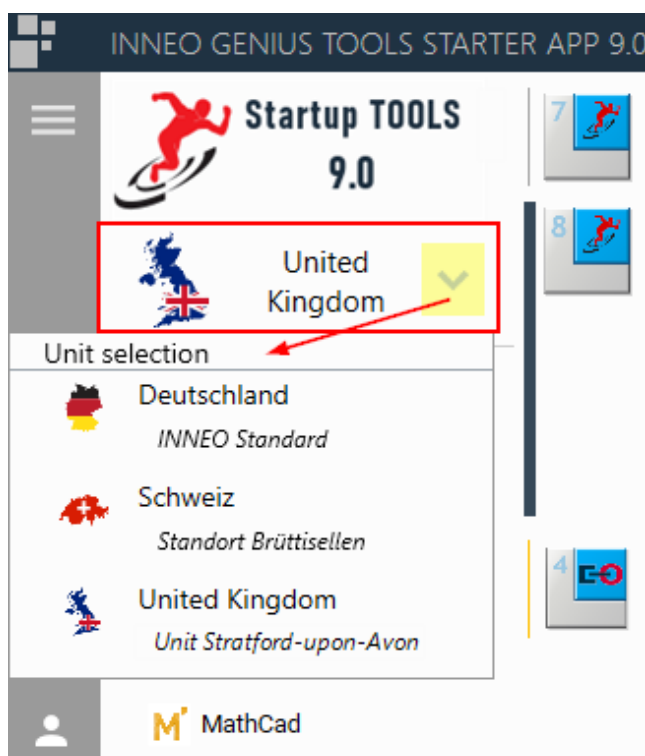 INNEO GENIUS TOOLS STARTER APP 9.0
Startup TOOLS
9.0
7
8
United
Kingdom
Unit selection
Deutschland
INNEO Standard
Schweiz
Standort Brüttisellen
United Kingdom
Unit Stratford-upon-Avon
4
MathCad